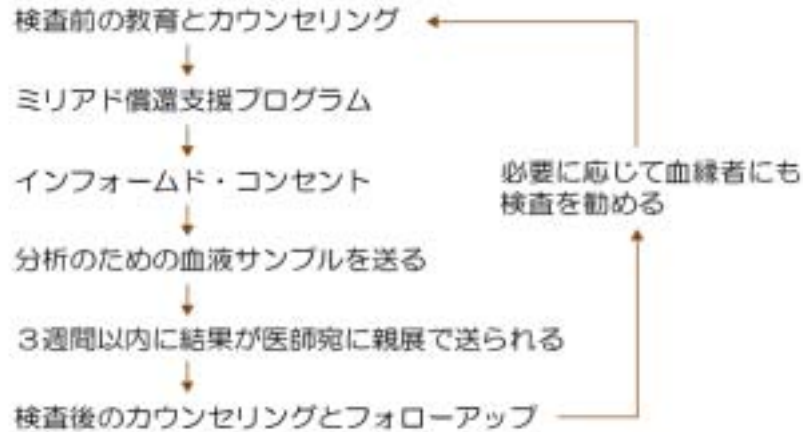 検査前の教育とカウンセリング
ミリアド償還支援プログラム
インフォームド・コンセント
分析のための血液サンプルを送る
3週間以内に結果が医師宛に親展で送られる
検査後のカウンセリングとフォローアップ
必要に応じて血縁者にも
検査を勧める